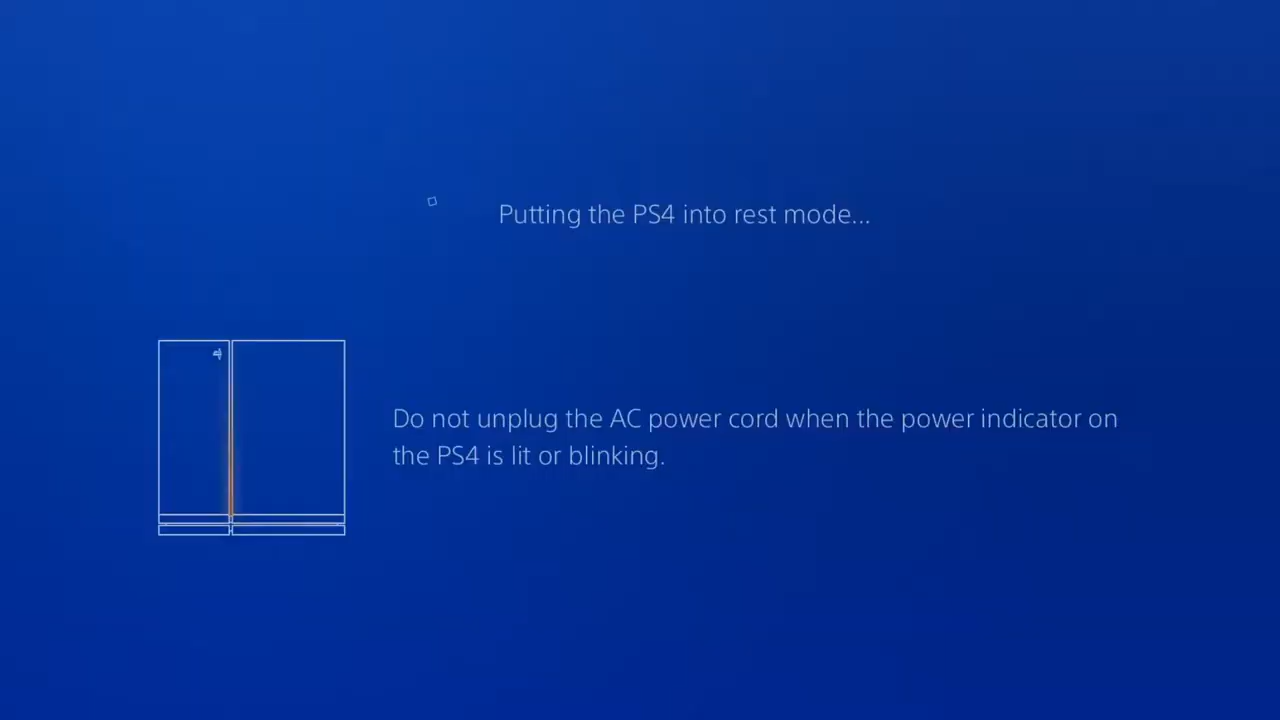 Putting the PS4 into rest mode...
Do not unplug the AC power cord when the power indicator on
the PS4 is lit or blinking.